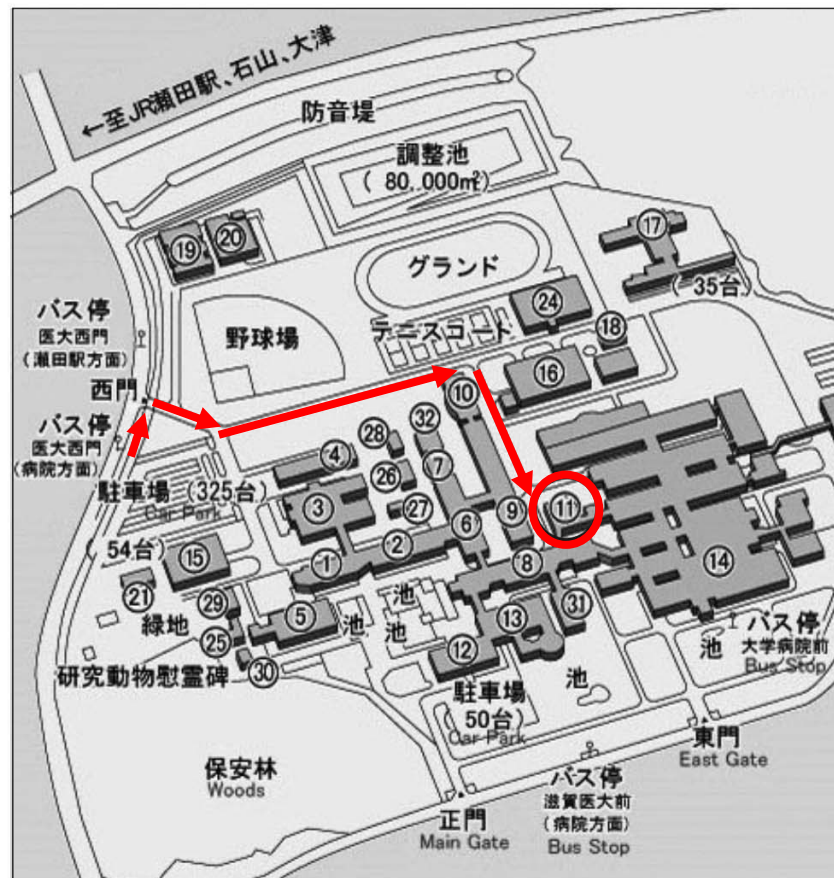 ←至JR瀬田駅、石山、大津
防音堤
調整池
( 80,000㎡)
⑰
⑲
⑳
グランド
(35台)
㉔
バス停
医大西門
(瀬田駅方面)
野球場
テニスコート
⑱
⑯
西門
⑩
バス停
医大西門
(病院方面)
㉜
㉘
④
㉖
⑦
駐車場(325台)
Car Park
③
㉗
⑨
⑪
⑥
②
(54台)
⑮
①
⑧
⑭
㉑
㉙
池
緑地
⑤
池
池
⑬
㉛
㉕
バス停
大学病院前
Bus Stop
池
研究動物慰霊碑
㉚
⑫
駐車場
50台)
Car Park
池
東門
East Gate
保安林
Woods
バス停
滋賀医大前
(病院方面)
Bus Stop
正門
Main Gate